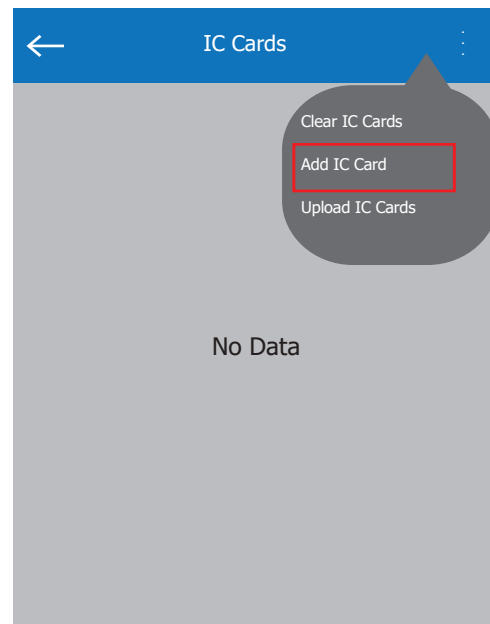 IC Cards
Clear IC Cards
Add IC Card
Upload IC Cards
No Data